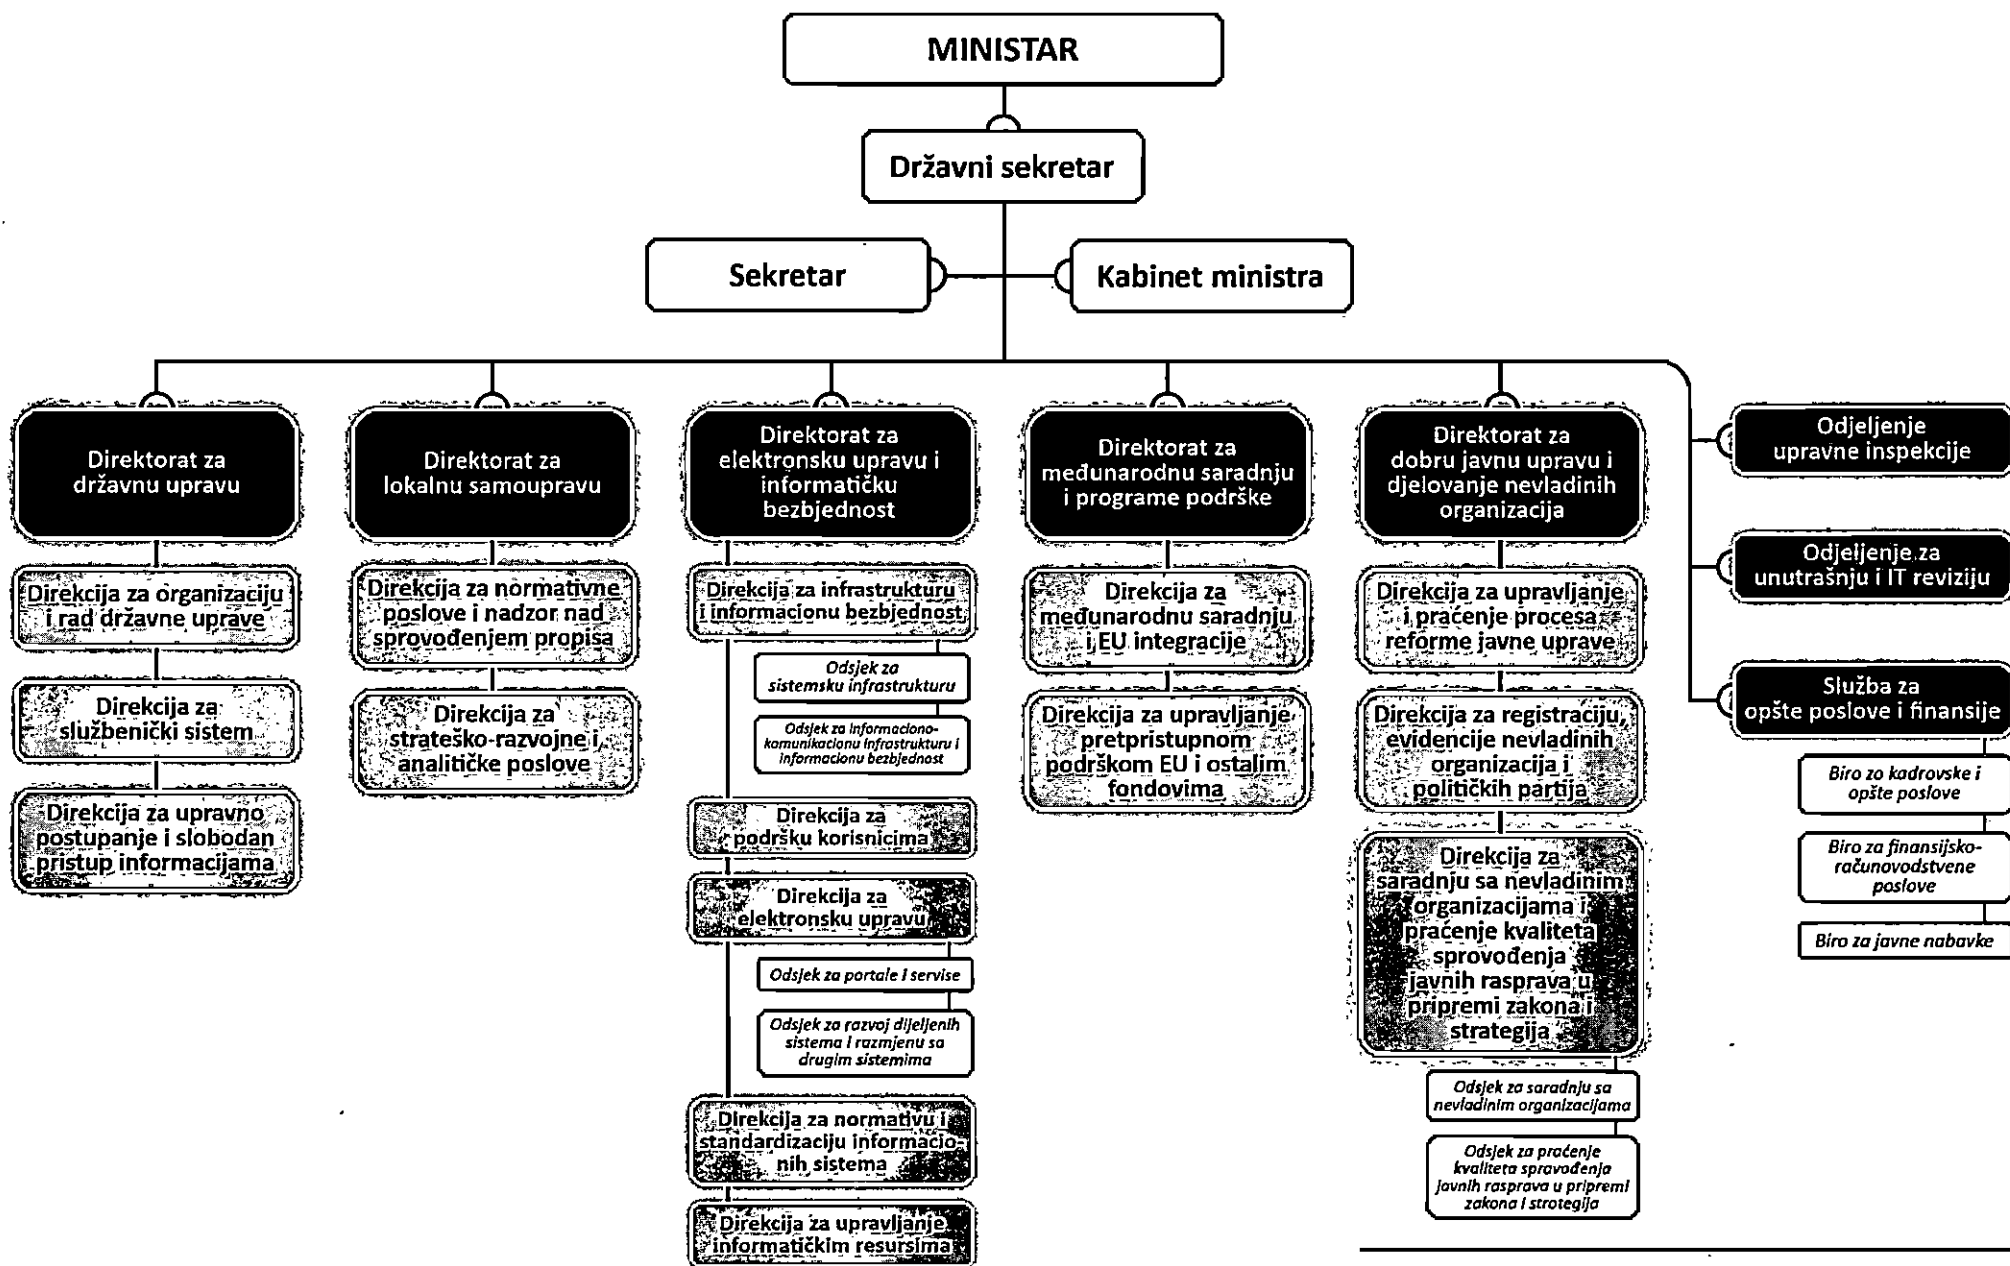 MINISTAR
Državni sekretar
Sekretar
Kabinet ministra
Direktorat za
državnu upravu
Direkcija za organizaciju
i rad državne uprave
Direkcija za
službenički sistem
Direkcija za upravno
postupanje i slobodan
pristup informacijama
Direktorat za
lokalnu samoupravu
Direkcija za normativne
poslove i nadzor nad
sprovođenjem propisa
Direkcija za
strateško-razvojne i
analitičke poslove
Direktorat za
elektronsku upravu i
informatičku
bezbjednost
Direkcija za infrastrukturu
i informacionu bezbjednost
Odsjek za
sistemsku infrastrukturu
Odsjek za informaciono-
komunikacionu infrastrukturu i
informacionu bezbjednost
Direkcija za
podršku korisnicima
Direkcija za
elektronsku upravu
Odsjek za portale i servise
Odsjek za razvoj dijeljenih
sistema i razmjenu sa
drugim sistemima
Direkcija za normativu i
standardizaciju informacio-
nih sistema
Direkcija za upravljanje
informatičkim resursima
Direktorat za
međunarodnu saradnju
i programe podrške
Direkcija za
međunarodnu saradnju
i EU integracije
Direkcija za upravljanje
pretpristupnom
podrškom EU i ostalim
fondovima
Direktorat za
dobru javnu upravu i
djelovanje nevladinih
organizacija
Direkcija za upravljanje
i praćenje procesa
reforme javne uprave
Direkcija za registraciju,
evidencije nevladinih
organizacija i
političkih partija
Direkcija za
saradnju sa nevladinim
organizacijama i
praćenje kvaliteta
sprovođenja
javnih rasprava u
pripremi zakona i
strategija
Odsjek za saradnju sa
nevladinim organizacijama
Odsjek za praćenje
kvaliteta spravođenja
javnih rasprava u pripremi
zakona i strotegija
Odjeljenje
upravne inspekcije
Odjeljenje za
unutrašnju i IT reviziju
Služba za
opšte poslove i finansije
Biro zo kadrovske i
opšte poslove
Biro za finansijsko-
računovodstvene
poslove
Biro za javne nabavke